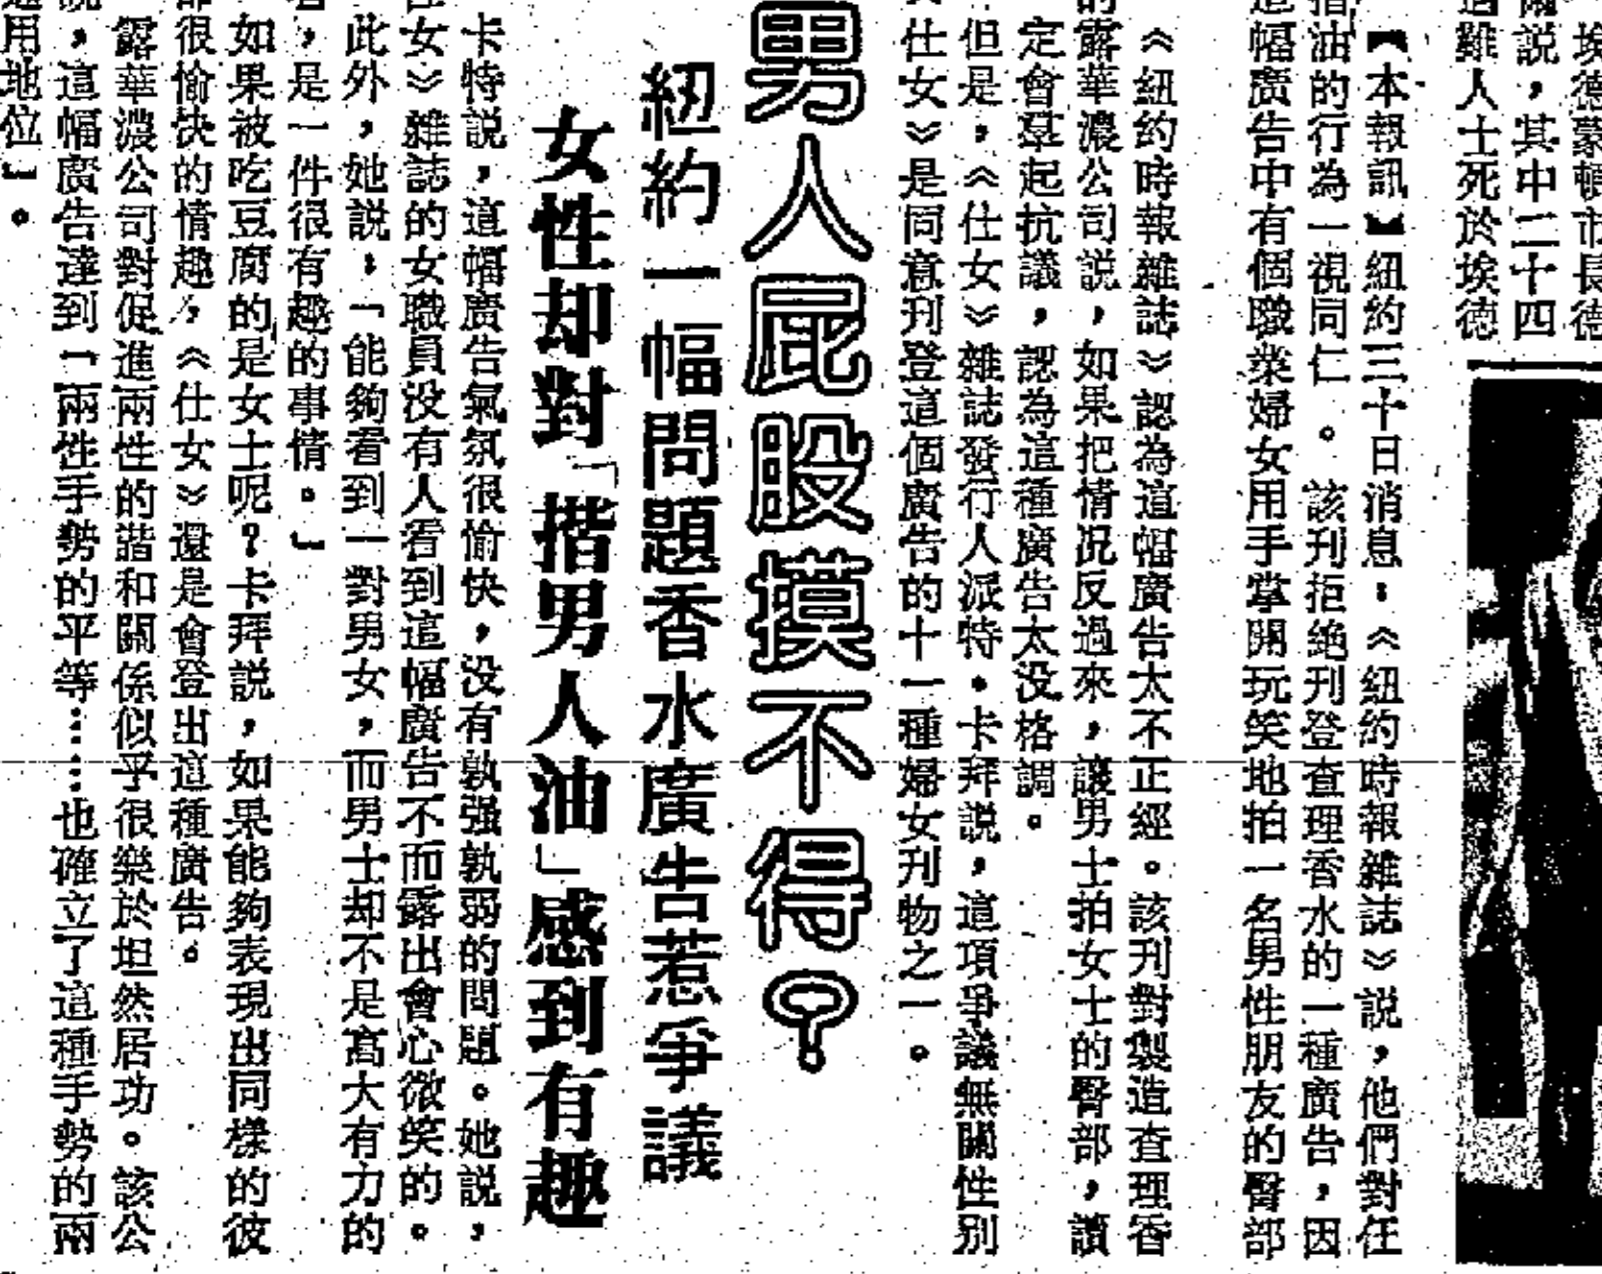 埃德蒙頓市長德
爾説，其中二十四
遇難人士死於埃德
【本報訊】紐約三十日消息：《紐約時報雜誌》説，他們對任
揩油的行為一視同仁。該刊拒絶刊登查理香水的一種廣告，因
這幅廣告中有個職業婦女用手掌開玩笑地拍一名男性朋友的臀部
《紐約時報雜誌》認為這幅廣告太不正經。該刊對製造查理香
的露華濃公司説，如果把情況反過來，讓男士拍女士的臀部，讀
定會羣起抗議，認為這種廣告太没格調。
但是，《仕女》雜誌發行人派特・卡拜説，這項爭議無關性別
《仕女》是同意刊登這個廣告的十一種婦女刊物之一。
男人屁股摸不得？
紐約一幅問題香水廣告惹爭議
女性却對「揩男人油」感到有趣
卡特説，這幅廣告氣氛很愉快，没有孰强孰弱的問題。她説，
仕女》雜誌的女職員没有人看到這幅廣告不而露出會心微笑的。
此外，她説：「能夠看到一對男女，而男士却不是高大有力的
，是一件很有趣的事情。」
如果被吃豆腐的是女士呢？卡拜説，如果能夠表現出同樣的彼
都很愉快的情趣，《仕女》還是會登出這種廣告。
露華濃公司對促進兩性的諧和關係似乎很樂於坦然居功。該公
説，這幅廣告達到「兩性手勢的平等……也確立了這種手勢的兩
適用地位」。